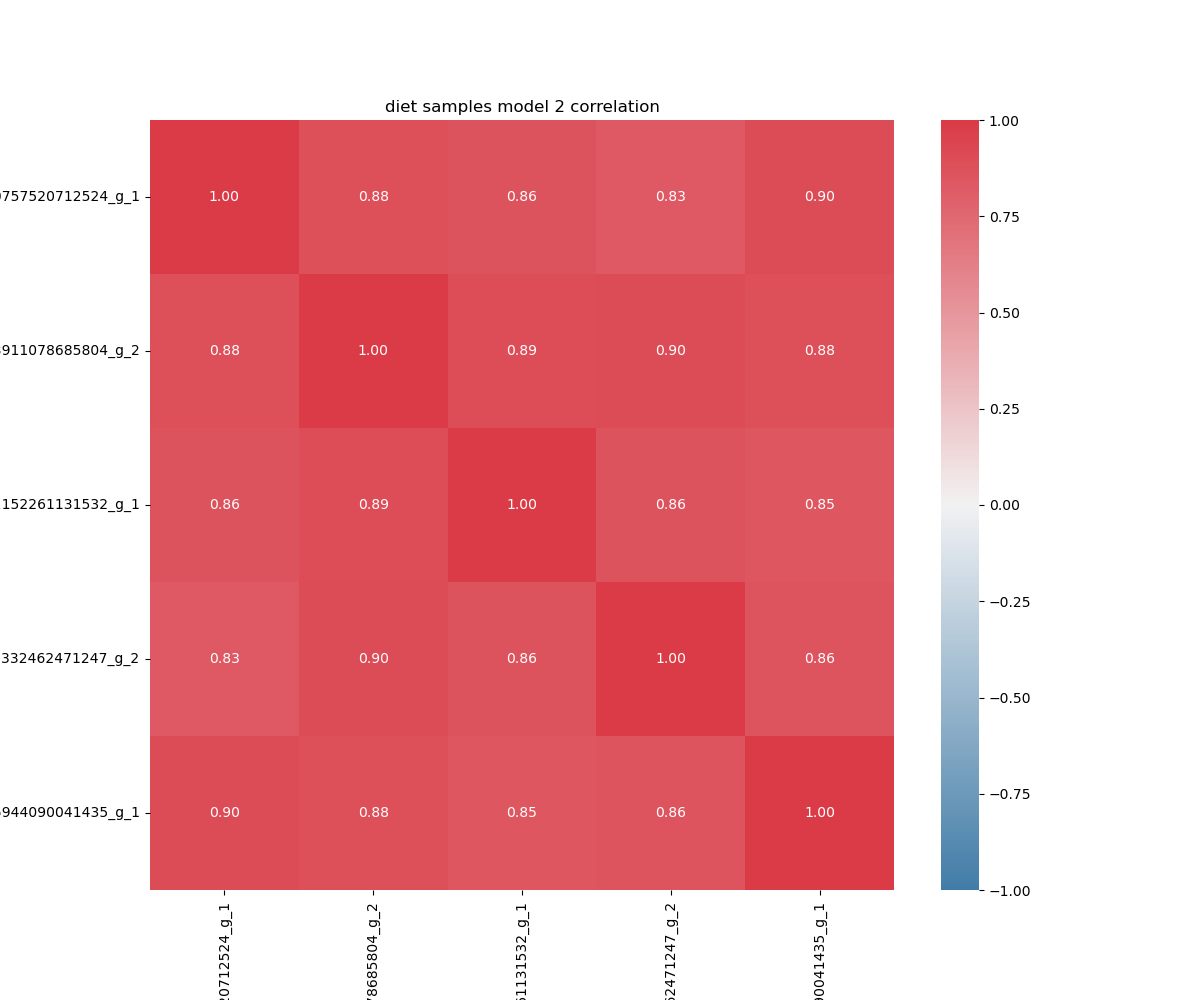 diet samples model 2 correlation
757520712524_g_1 1.00 0.88 0.86 0.83 0.90
911078685804_g_2 0.88 1.00 0.89 0.90 0.88
152261131532_g_1 0.86 0.89 1.00 0.86 0.85
332462471247_g_2 0.83 0.90 0.86 1.00 0.86
944090041435_g_1 0.90 0.88 0.85 0.86 1.00
20712524_g_1
78685804_g_2
1131532_g_1
2471247_g_2
90041435_g_1
1.00
0.75
0.50
0.25
0.00
−0.25
−0.50
−0.75
−1.00